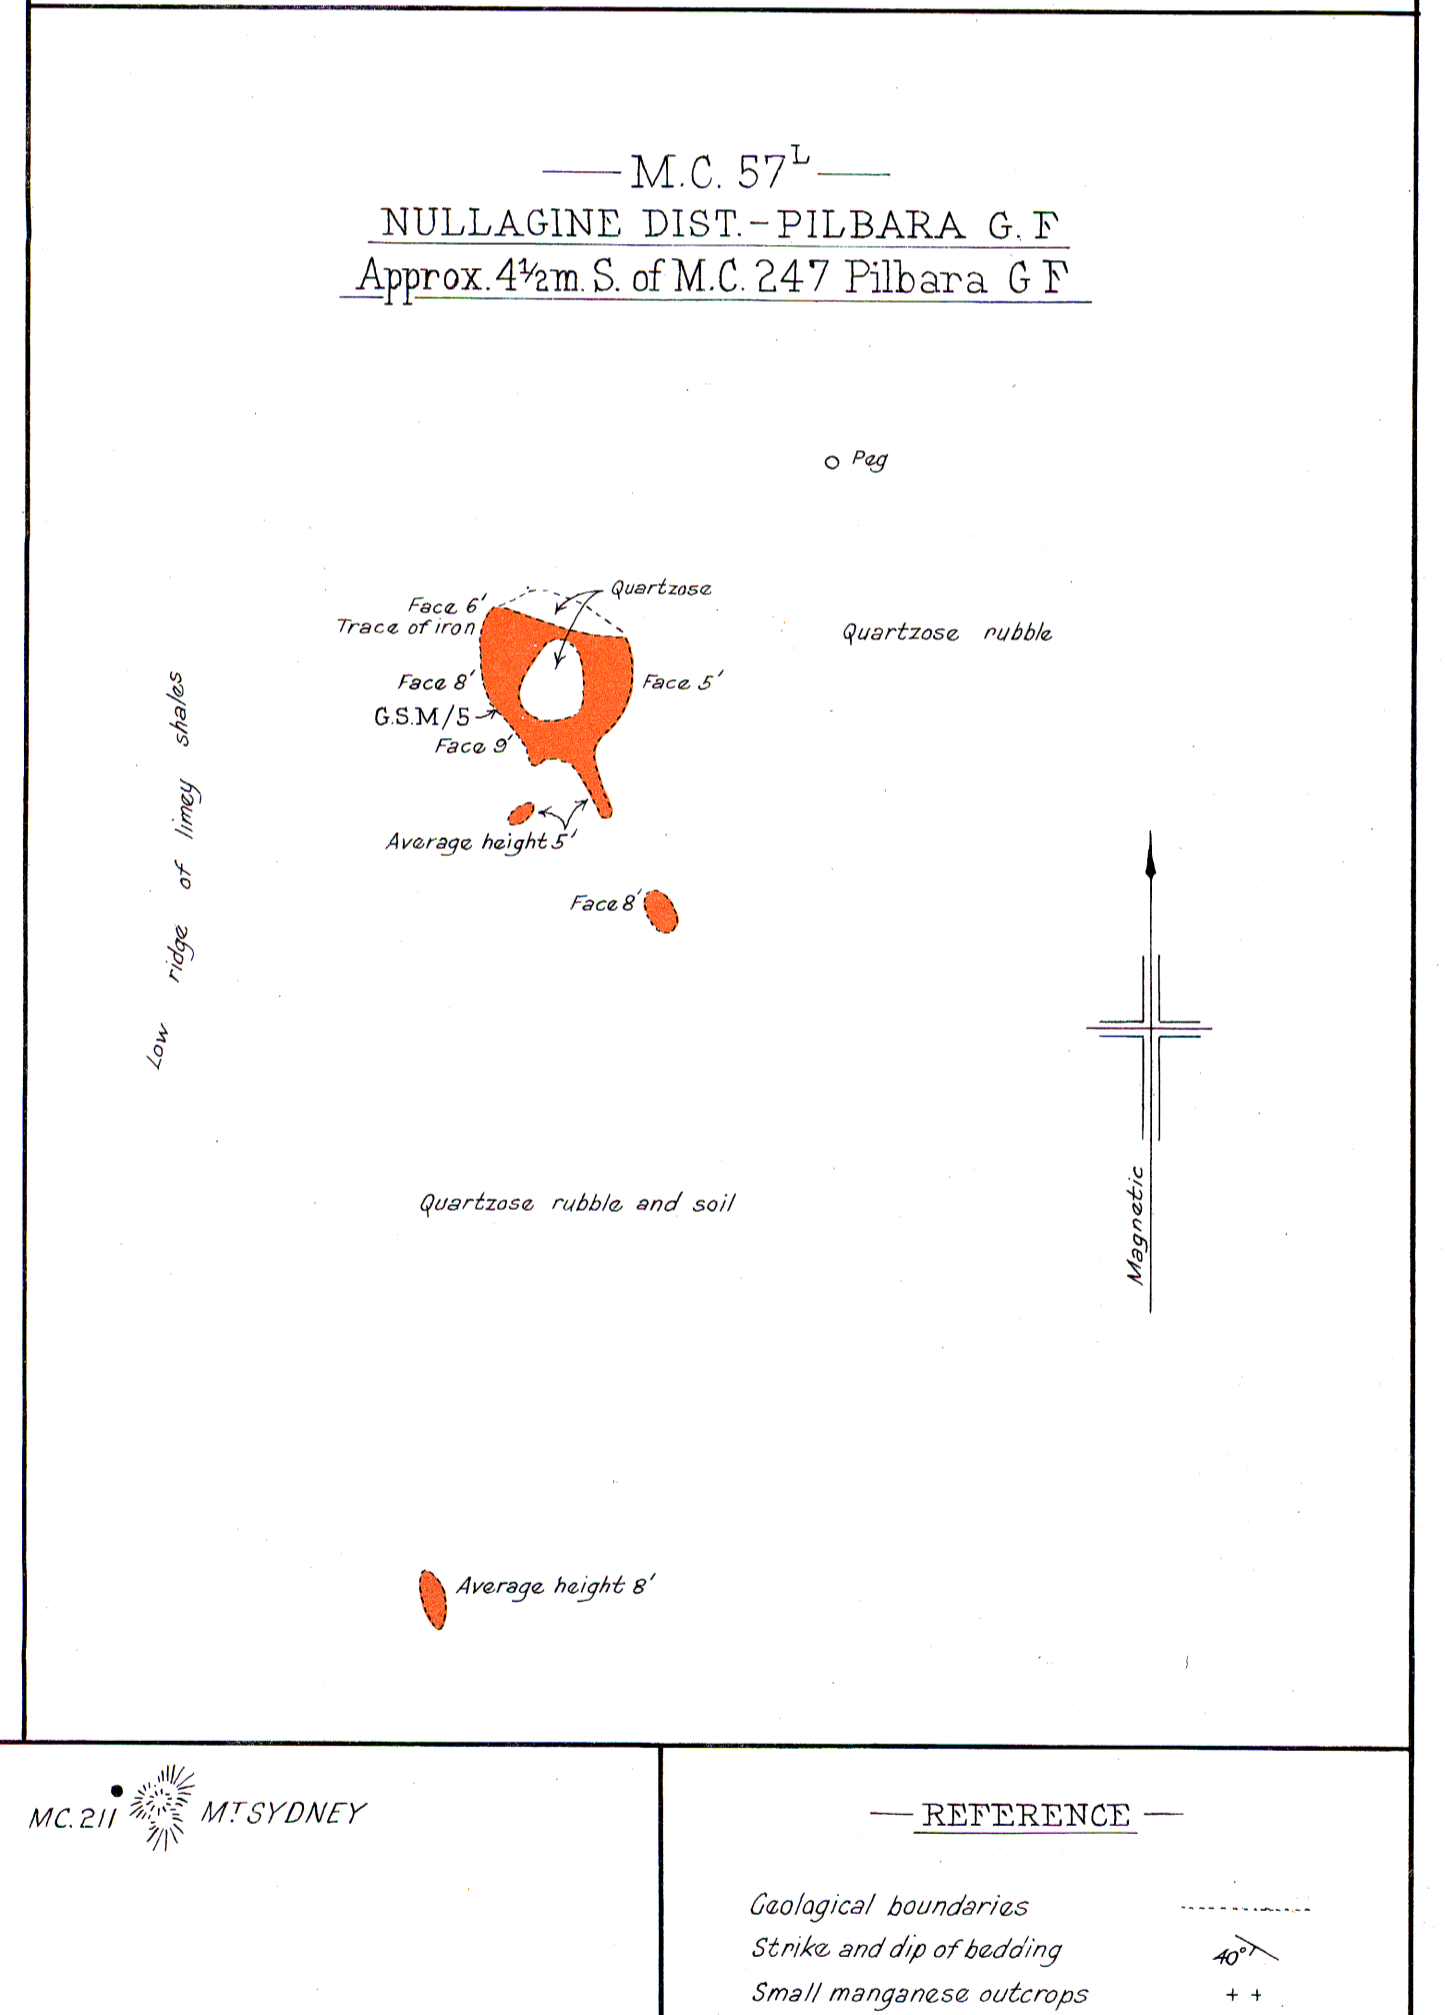 M.C. 57L
NULLAGINE DIST.-PILBARA G. F
Approx. 4½m. S. of M.C. 247 Pilbara G F
Peg
Quartzose
Face 6'
Trace of iron
Quartzose rubble
Face 8'
Face 5'
G.S.M/5
Face 9'
Average height 5'
Face 8'
Low ridge of limey shales
Magnetic
Quartzose rubble and soil
Average height 8'
MC. 211
MT. SYDNEY
REFERENCE
Geological boundaries
Strike and dip of bedding
40°
Small manganese outcrops
+ +